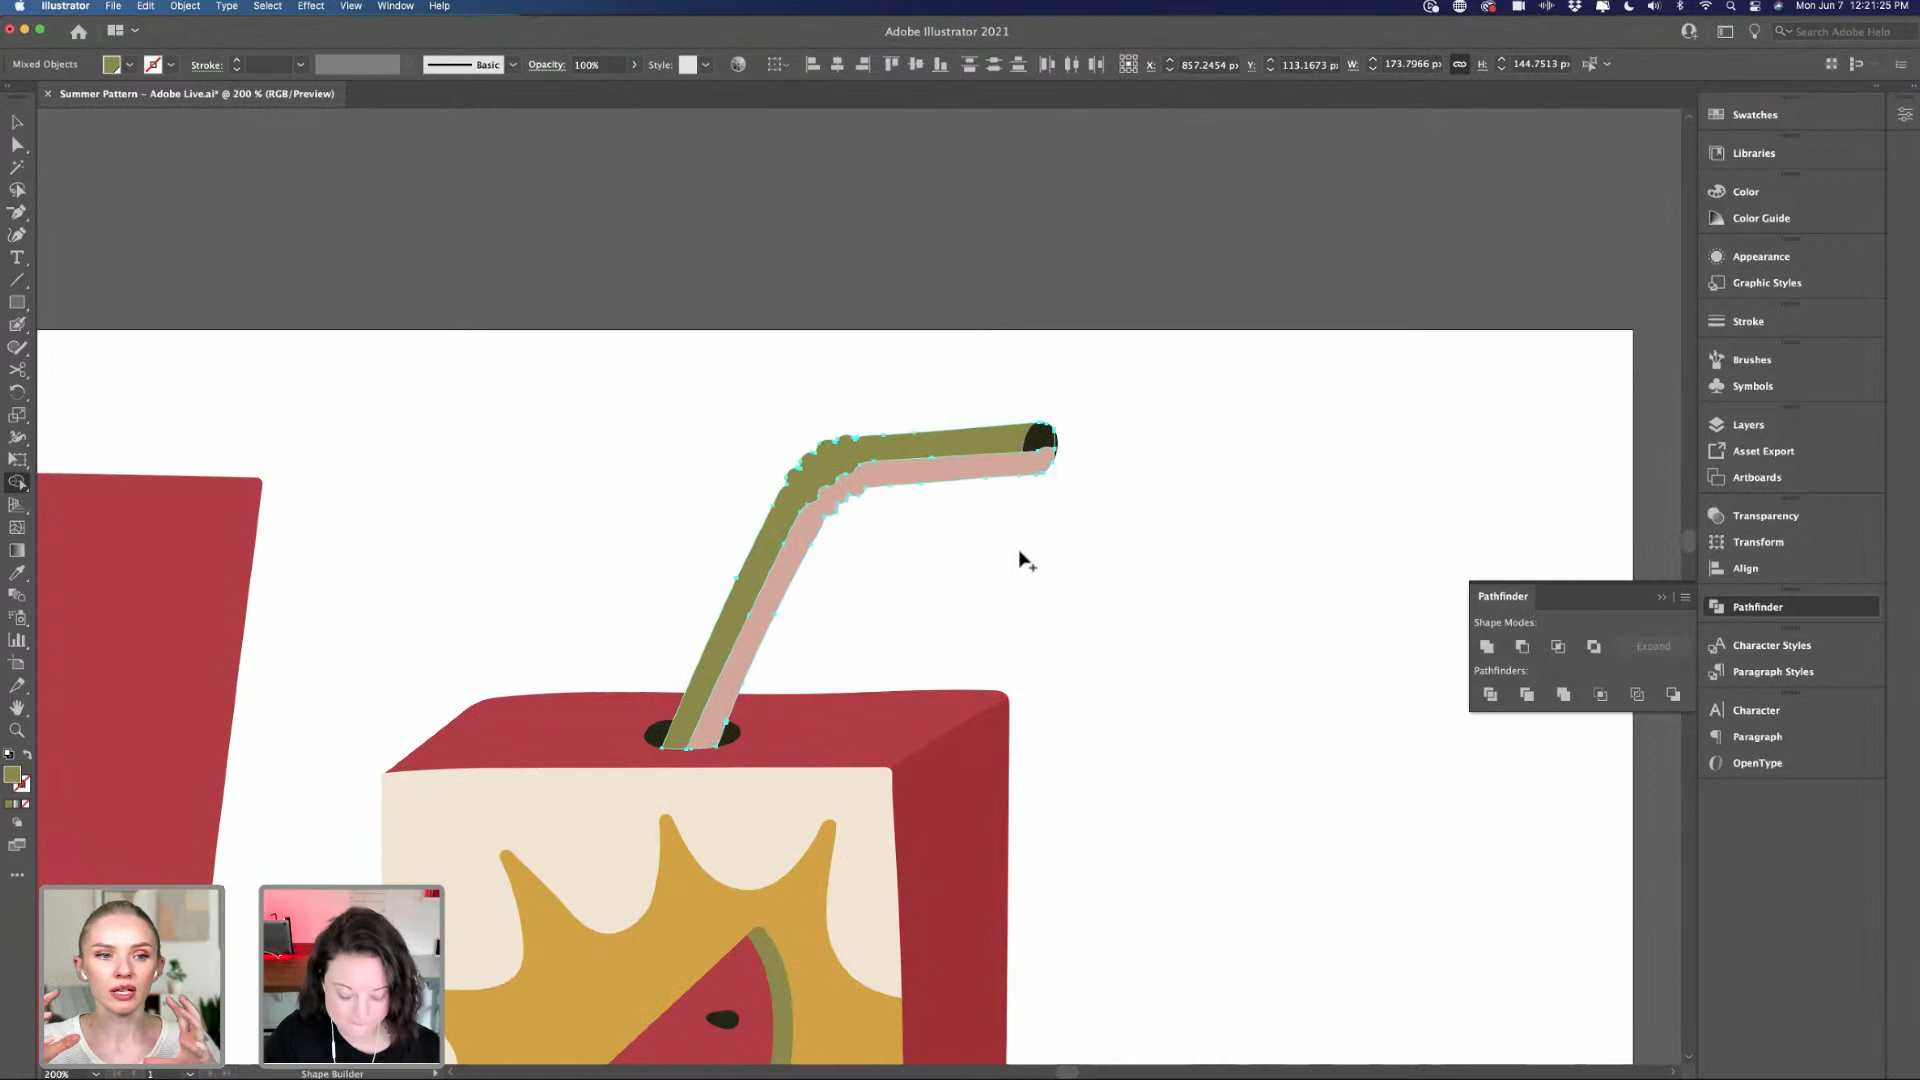 Illustrator File Edit Object Type Select Effect View Window Help
Mon Jun 7 12:21:25 PM
Adobe Illustrator 2021
Search Adobe Help
Mixed Objects Stroke: Basic Opacity: 100% Style: X: 857.2454 px Y: 113.1673 px W: 173.7966 px H: 144.7513 px
Summer Pattern – Adobe Live.ai* @ 200 % (RGB/Preview)
Swatches
Libraries
Color
Color Guide
Appearance
Graphic Styles
Stroke
Brushes
Symbols
Layers
Asset Export
Artboards
Transparency
Transform
Align
Pathfinder
Character Styles
Paragraph Styles
Character
Paragraph
OpenType
Pathfinder
Shape Modes:
Expand
Pathfinders:
200% 1 Shape Builder